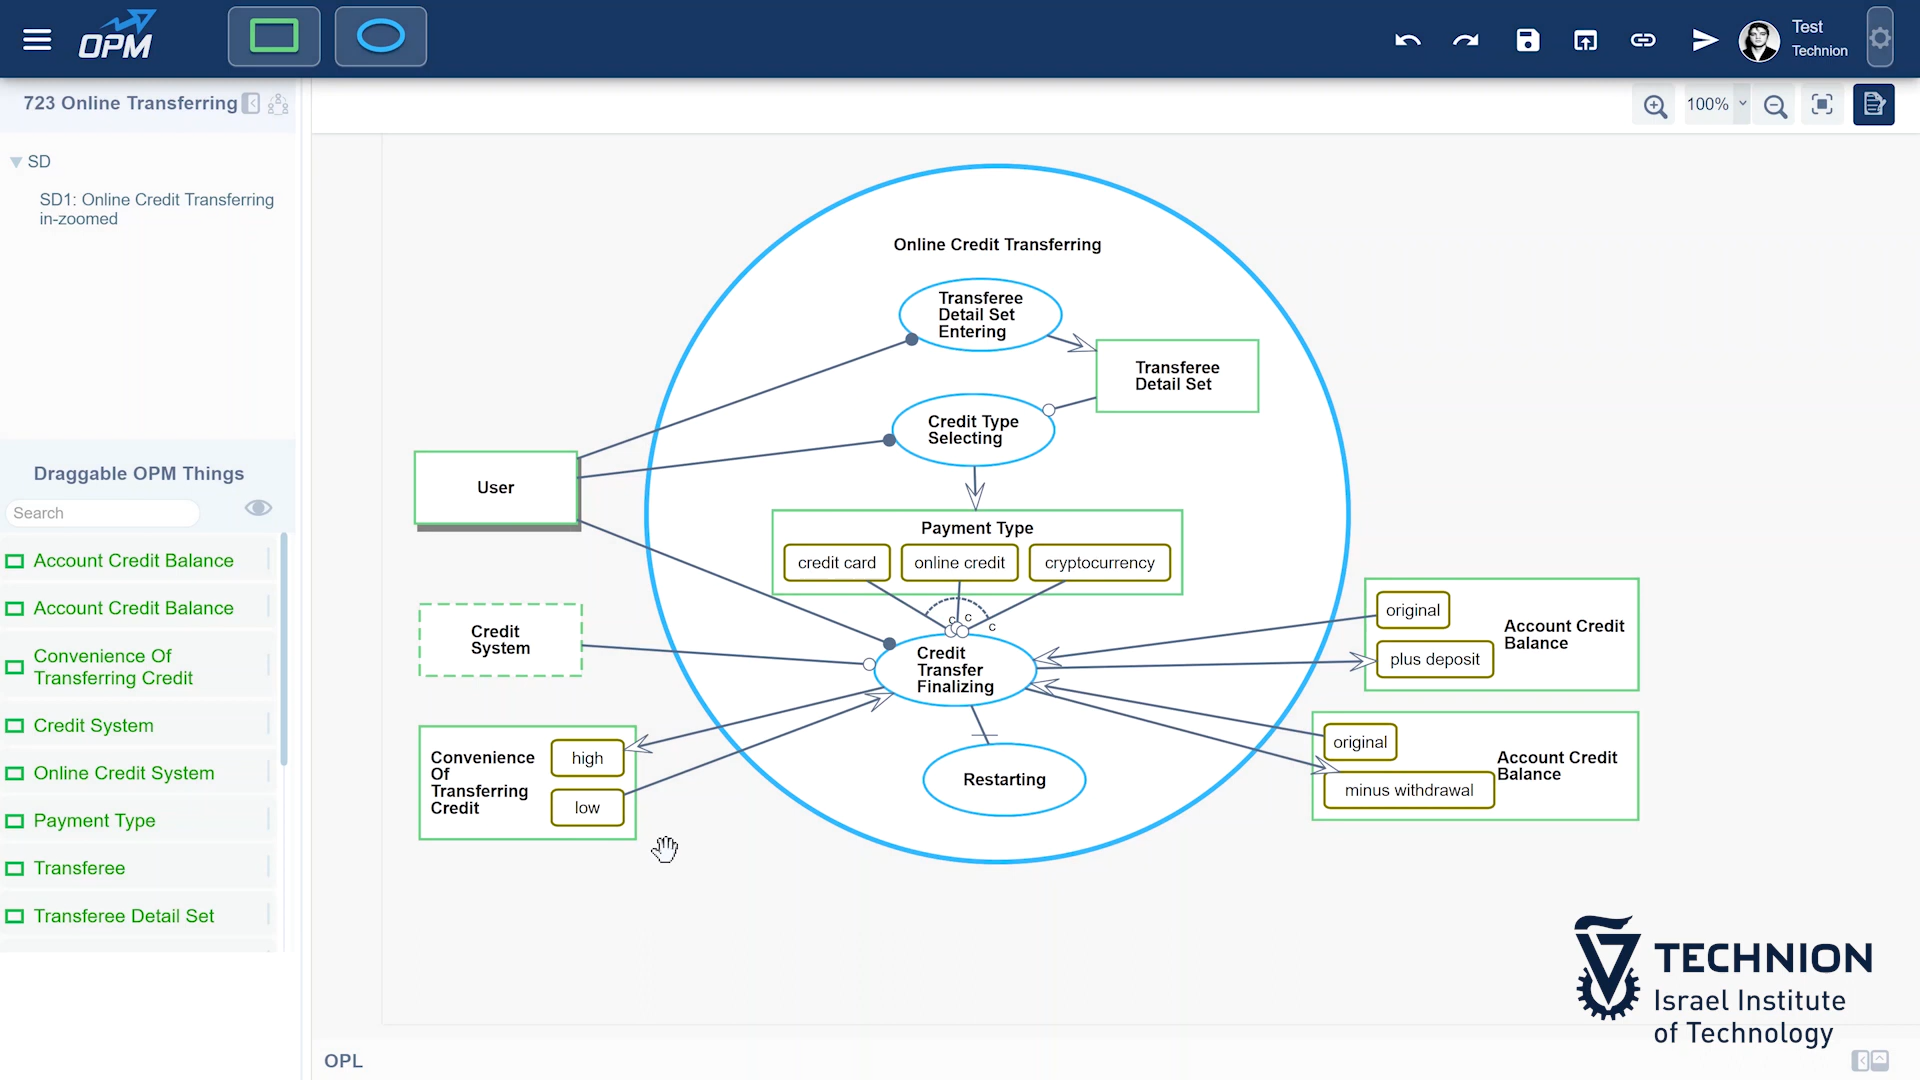 OPM
Test
Technion
723 Online Transferring
100%
SD
SD1: Online Credit Transferring
in-zoomed
Draggable OPM Things
Search
Account Credit Balance
Account Credit Balance
Convenience Of
Transferring Credit
Credit System
Online Credit System
Payment Type
Transferee
Transferee Detail Set
Online Credit Transferring
Transferee
Detail Set
Entering
Transferee
Detail Set
Credit Type
Selecting
User
Payment Type
credit card
online credit
cryptocurrency
c
c
c
Credit
System
Credit
Transfer
Finalizing
original
plus deposit
Account Credit
Balance
original
minus withdrawal
Account Credit
Balance
Convenience
Of
Transferring
Credit
high
low
Restarting
TECHNION
Israel Institute
of Technology
OPL